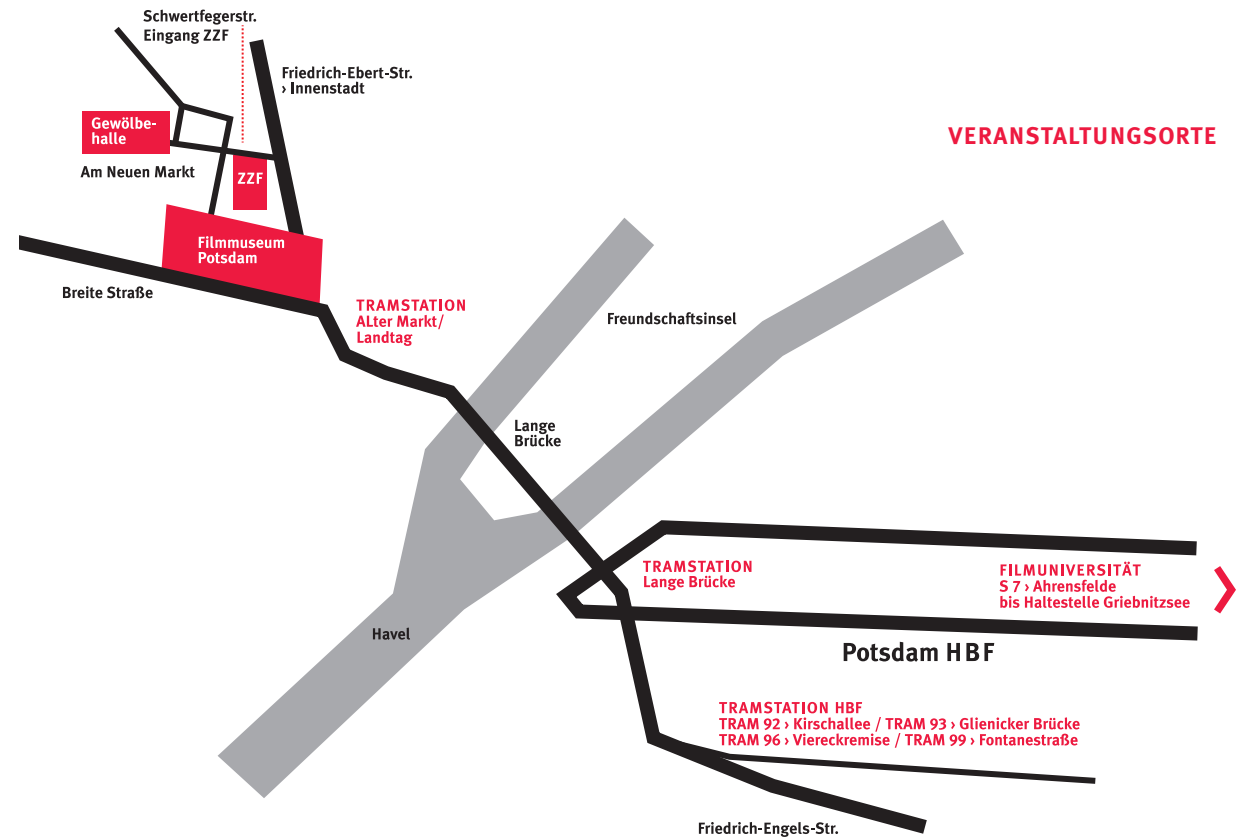 Schwertfegerstr.
Eingang ZZF
Friedrich-Ebert-Str.
› Innenstadt
Gewölbe-
halle
VERANSTALTUNGSORTE
Am Neuen Markt
ZZF
Filmmuseum
Potsdam
Breite Straße
TRAMSTATION
ALter Markt/
Landtag
Freundschaftsinsel
Lange
Brücke
TRAMSTATION
Lange Brücke
FILMUNIVERSITÄT
S 7 › Ahrensfelde
bis Haltestelle Griebnitzsee
Havel
Potsdam HBF
TRAMSTATION HBF
TRAM 92 › Kirschallee / TRAM 93 › Glienicker Brücke
TRAM 96 › Viereckremise / TRAM 99 › Fontanestraße
Friedrich-Engels-Str.